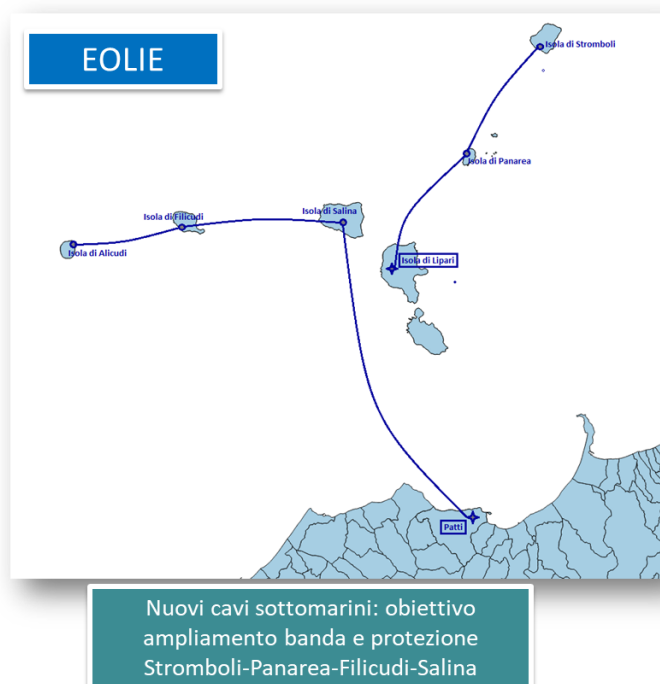 EOLIE
Isola di Stromboli
Isola di Panarea
Isola di Filicudi
Isola di Salina
Isola di Alicudi
Isola di Lipari
Patti
Nuovi cavi sottomarini: obiettivo
ampliamento banda e protezione
Stromboli-Panarea-Filicudi-Salina